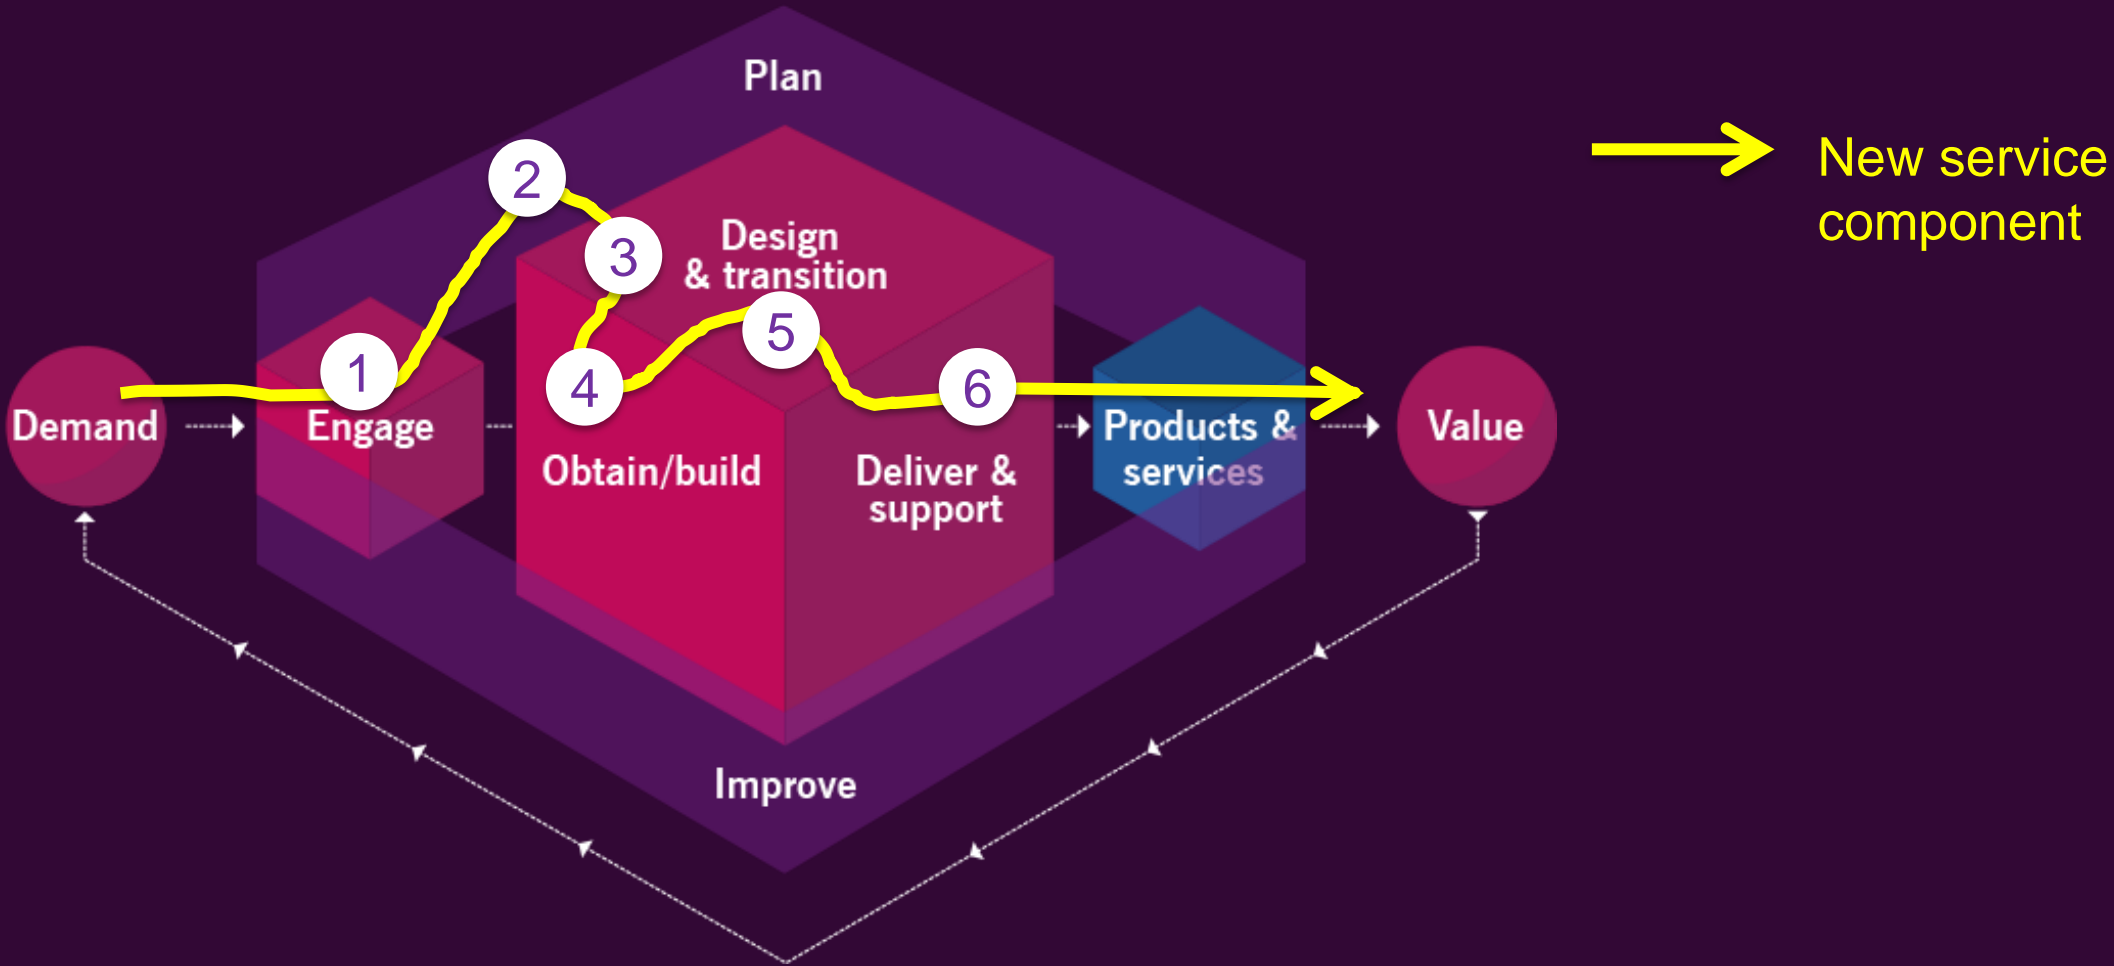 Plan
New service
component
2
Design
& transition
3
1
5
4
6
Demand
Engage
Products &
services
Value
Obtain/build
Deliver &
support
Improve